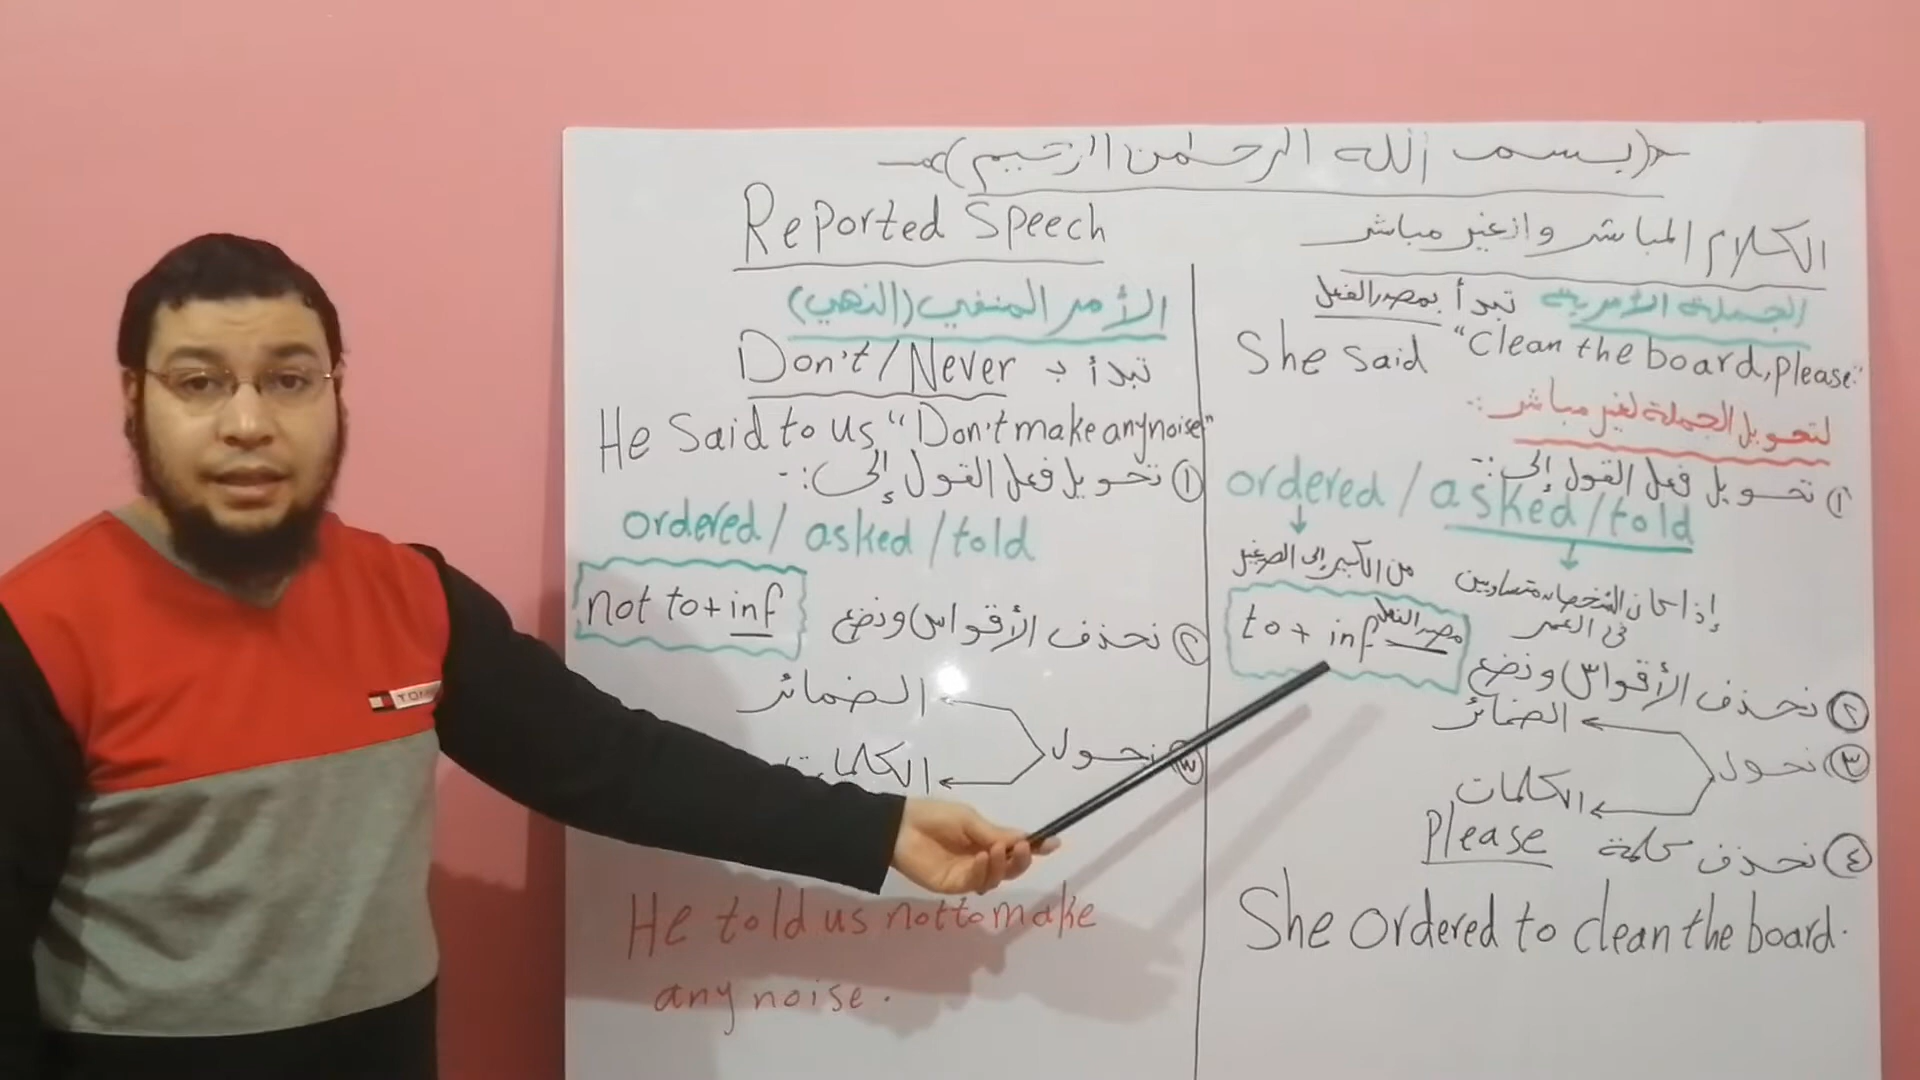 بسم الله الرحمن الرحيم
Reported Speech
الكلام المباشر والغير مباشر
الجملة الأمرية تبدأ بمصدر الفعل
She said "Clean the board, please."
لتحويل الجملة لغير مباشر :-
① تحويل فعل القول إلى :-
ordered / asked / told
من الكبير إلى الصغير
إذا كان الشخصان متساويين
فى العمر
② نحذف الأقواس ونضع
to + inf مصدر الفعل
③ نحول الضمائر
الكلمات
④ نحذف كلمة Please
She ordered to clean the board.
الأمر المنفي (النهي)
تبدأ بـ Don't / Never
He Said to us "Don't make any noise"
① تحويل فعل القول إلى :-
ordered / asked / told
② نحذف الأقواس ونضع
not to + inf
③ نحول الضمائر
الكلمات
He told us not to make
any noise.